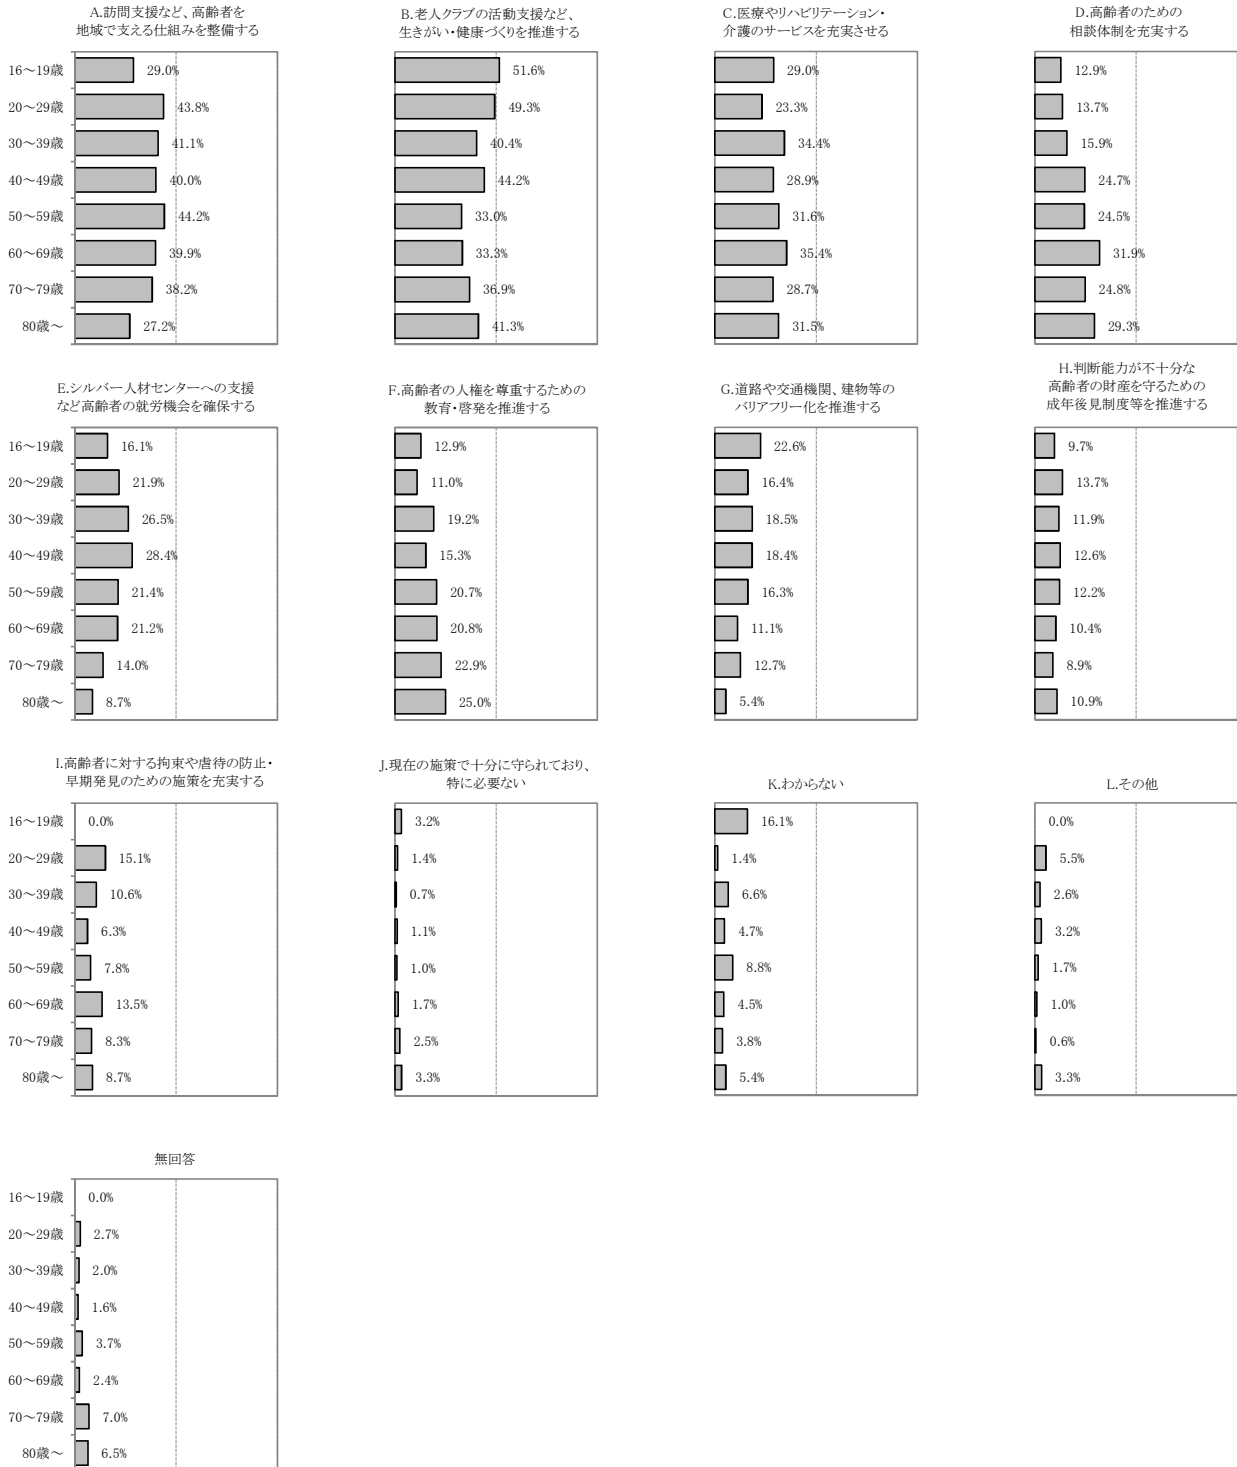 A.訪問支援など、高齢者を
地域で支える仕組みを整備する
16～19歳 29.0%
20～29歳 43.8%
30～39歳 41.1%
40～49歳 40.0%
50～59歳 44.2%
60～69歳 39.9%
70～79歳 38.2%
80歳～ 27.2%
B.老人クラブの活動支援など、
生きがい・健康づくりを推進する
51.6%
49.3%
40.4%
44.2%
33.0%
33.3%
36.9%
41.3%
C.医療やリハビリテーション・
介護のサービスを充実させる
29.0%
23.3%
34.4%
28.9%
31.6%
35.4%
28.7%
31.5%
D.高齢者のための
相談体制を充実する
12.9%
13.7%
15.9%
24.7%
24.5%
31.9%
24.8%
29.3%
E.シルバー人材センターへの支援
など高齢者の就労機会を確保する
16～19歳 16.1%
20～29歳 21.9%
30～39歳 26.5%
40～49歳 28.4%
50～59歳 21.4%
60～69歳 21.2%
70～79歳 14.0%
80歳～ 8.7%
F.高齢者の人権を尊重するための
教育・啓発を推進する
12.9%
11.0%
19.2%
15.3%
20.7%
20.8%
22.9%
25.0%
G.道路や交通機関、建物等の
バリアフリー化を推進する
22.6%
16.4%
18.5%
18.4%
16.3%
11.1%
12.7%
5.4%
H.判断能力が不十分な
高齢者の財産を守るための
成年後見制度等を推進する
9.7%
13.7%
11.9%
12.6%
12.2%
10.4%
8.9%
10.9%
I.高齢者に対する拘束や虐待の防止・
早期発見のための施策を充実する
16～19歳 0.0%
20～29歳 15.1%
30～39歳 10.6%
40～49歳 6.3%
50～59歳 7.8%
60～69歳 13.5%
70～79歳 8.3%
80歳～ 8.7%
J.現在の施策で十分に守られており、
特に必要ない
3.2%
1.4%
0.7%
1.1%
1.0%
1.7%
2.5%
3.3%
K.わからない
16.1%
1.4%
6.6%
4.7%
8.8%
4.5%
3.8%
5.4%
L.その他
0.0%
5.5%
2.6%
3.2%
1.7%
1.0%
0.6%
3.3%
無回答
16～19歳 0.0%
20～29歳 2.7%
30～39歳 2.0%
40～49歳 1.6%
50～59歳 3.7%
60～69歳 2.4%
70～79歳 7.0%
80歳～ 6.5%